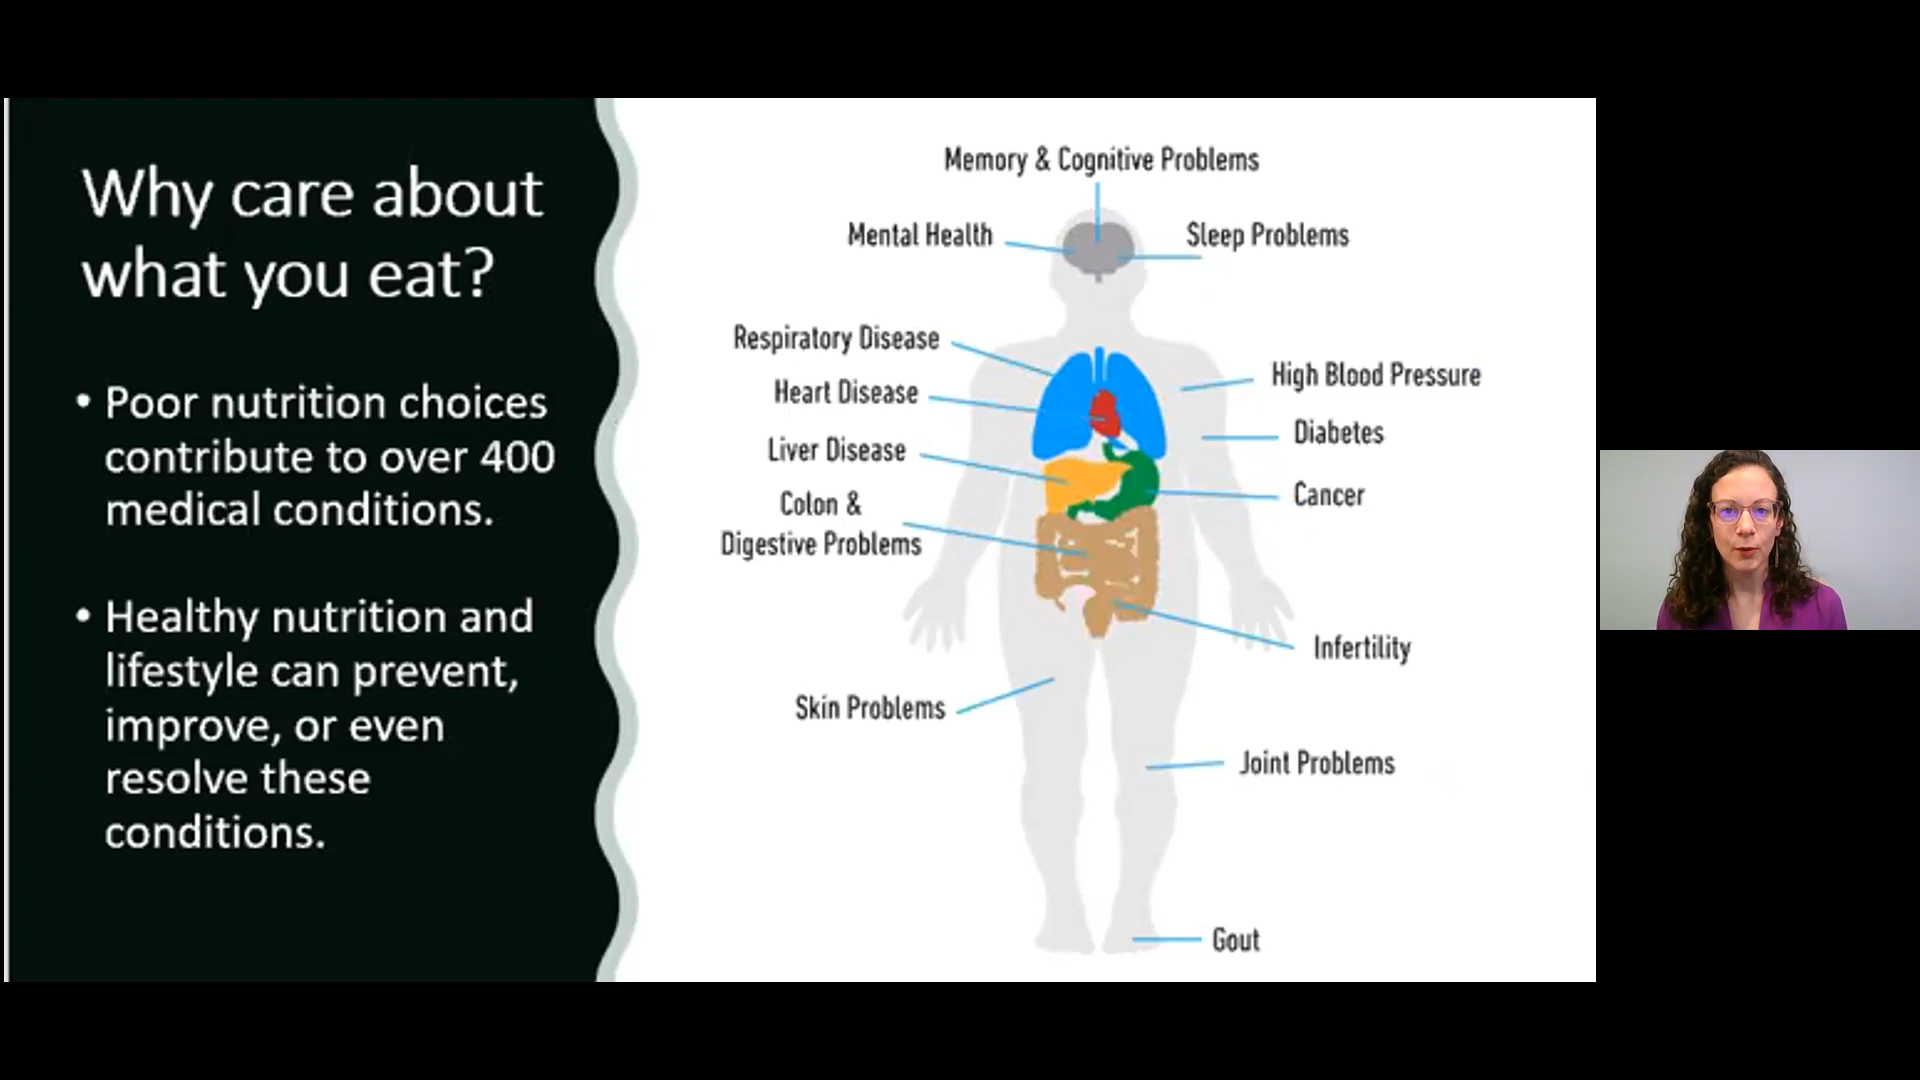 Why care about
what you eat?
• Poor nutrition choices
contribute to over 400
medical conditions.
• Healthy nutrition and
lifestyle can prevent,
improve, or even
resolve these
conditions.
Memory & Cognitive Problems
Mental Health
Sleep Problems
Respiratory Disease
High Blood Pressure
Heart Disease
Diabetes
Liver Disease
Cancer
Colon &
Digestive Problems
Infertility
Skin Problems
Joint Problems
Gout